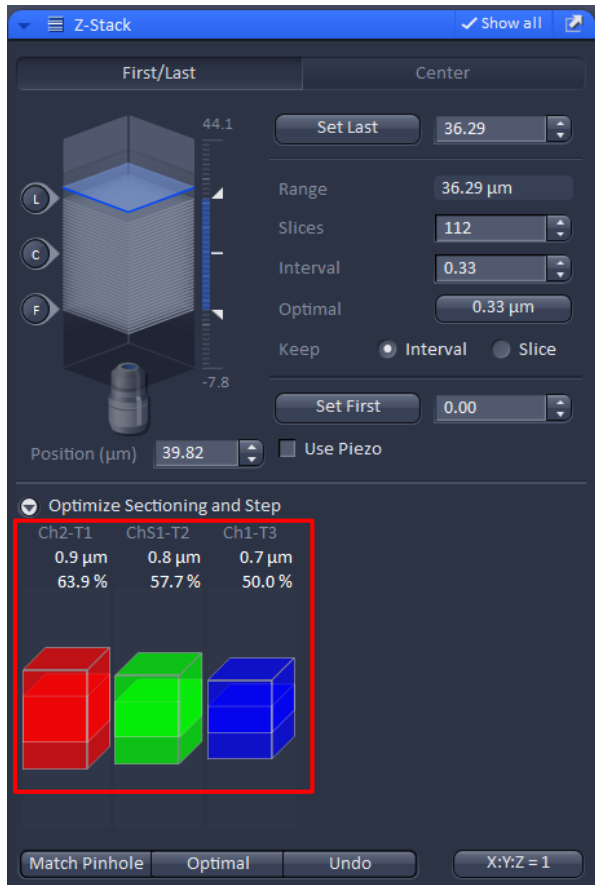 Z-Stack
Show all
First/Last
Center
44.1
Set Last
36.29
L
Range
36.29 µm
Slices
112
C
Interval
0.33
F
Optimal
0.33 µm
Keep
Interval
Slice
-7.8
Set First
0.00
Position (µm)
39.82
Use Piezo
Optimize Sectioning and Step
Ch2-T1 ChS1-T2 Ch1-T3
0.9 µm 0.8 µm 0.7 µm
63.9 % 57.7 % 50.0 %
Match Pinhole
Optimal
Undo
X:Y:Z = 1